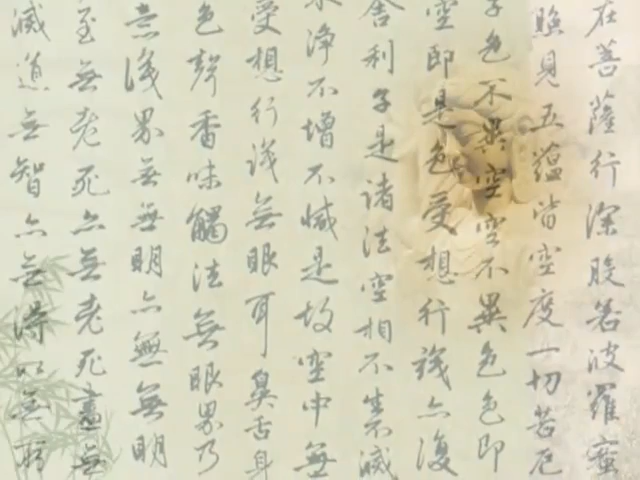 在菩薩行深般若波羅蜜
照見五蘊皆空度一切苦厄
子色不異空空不異色色即
空即是色受想行識亦復
舍利子是諸法空相不生不滅
淨不增不減是故空中無
受想行識無眼耳鼻舌身
色聲香味觸法無眼界乃
意識界無無明亦無無明
至無老死亦無老死盡無
滅道無智亦無得以無所